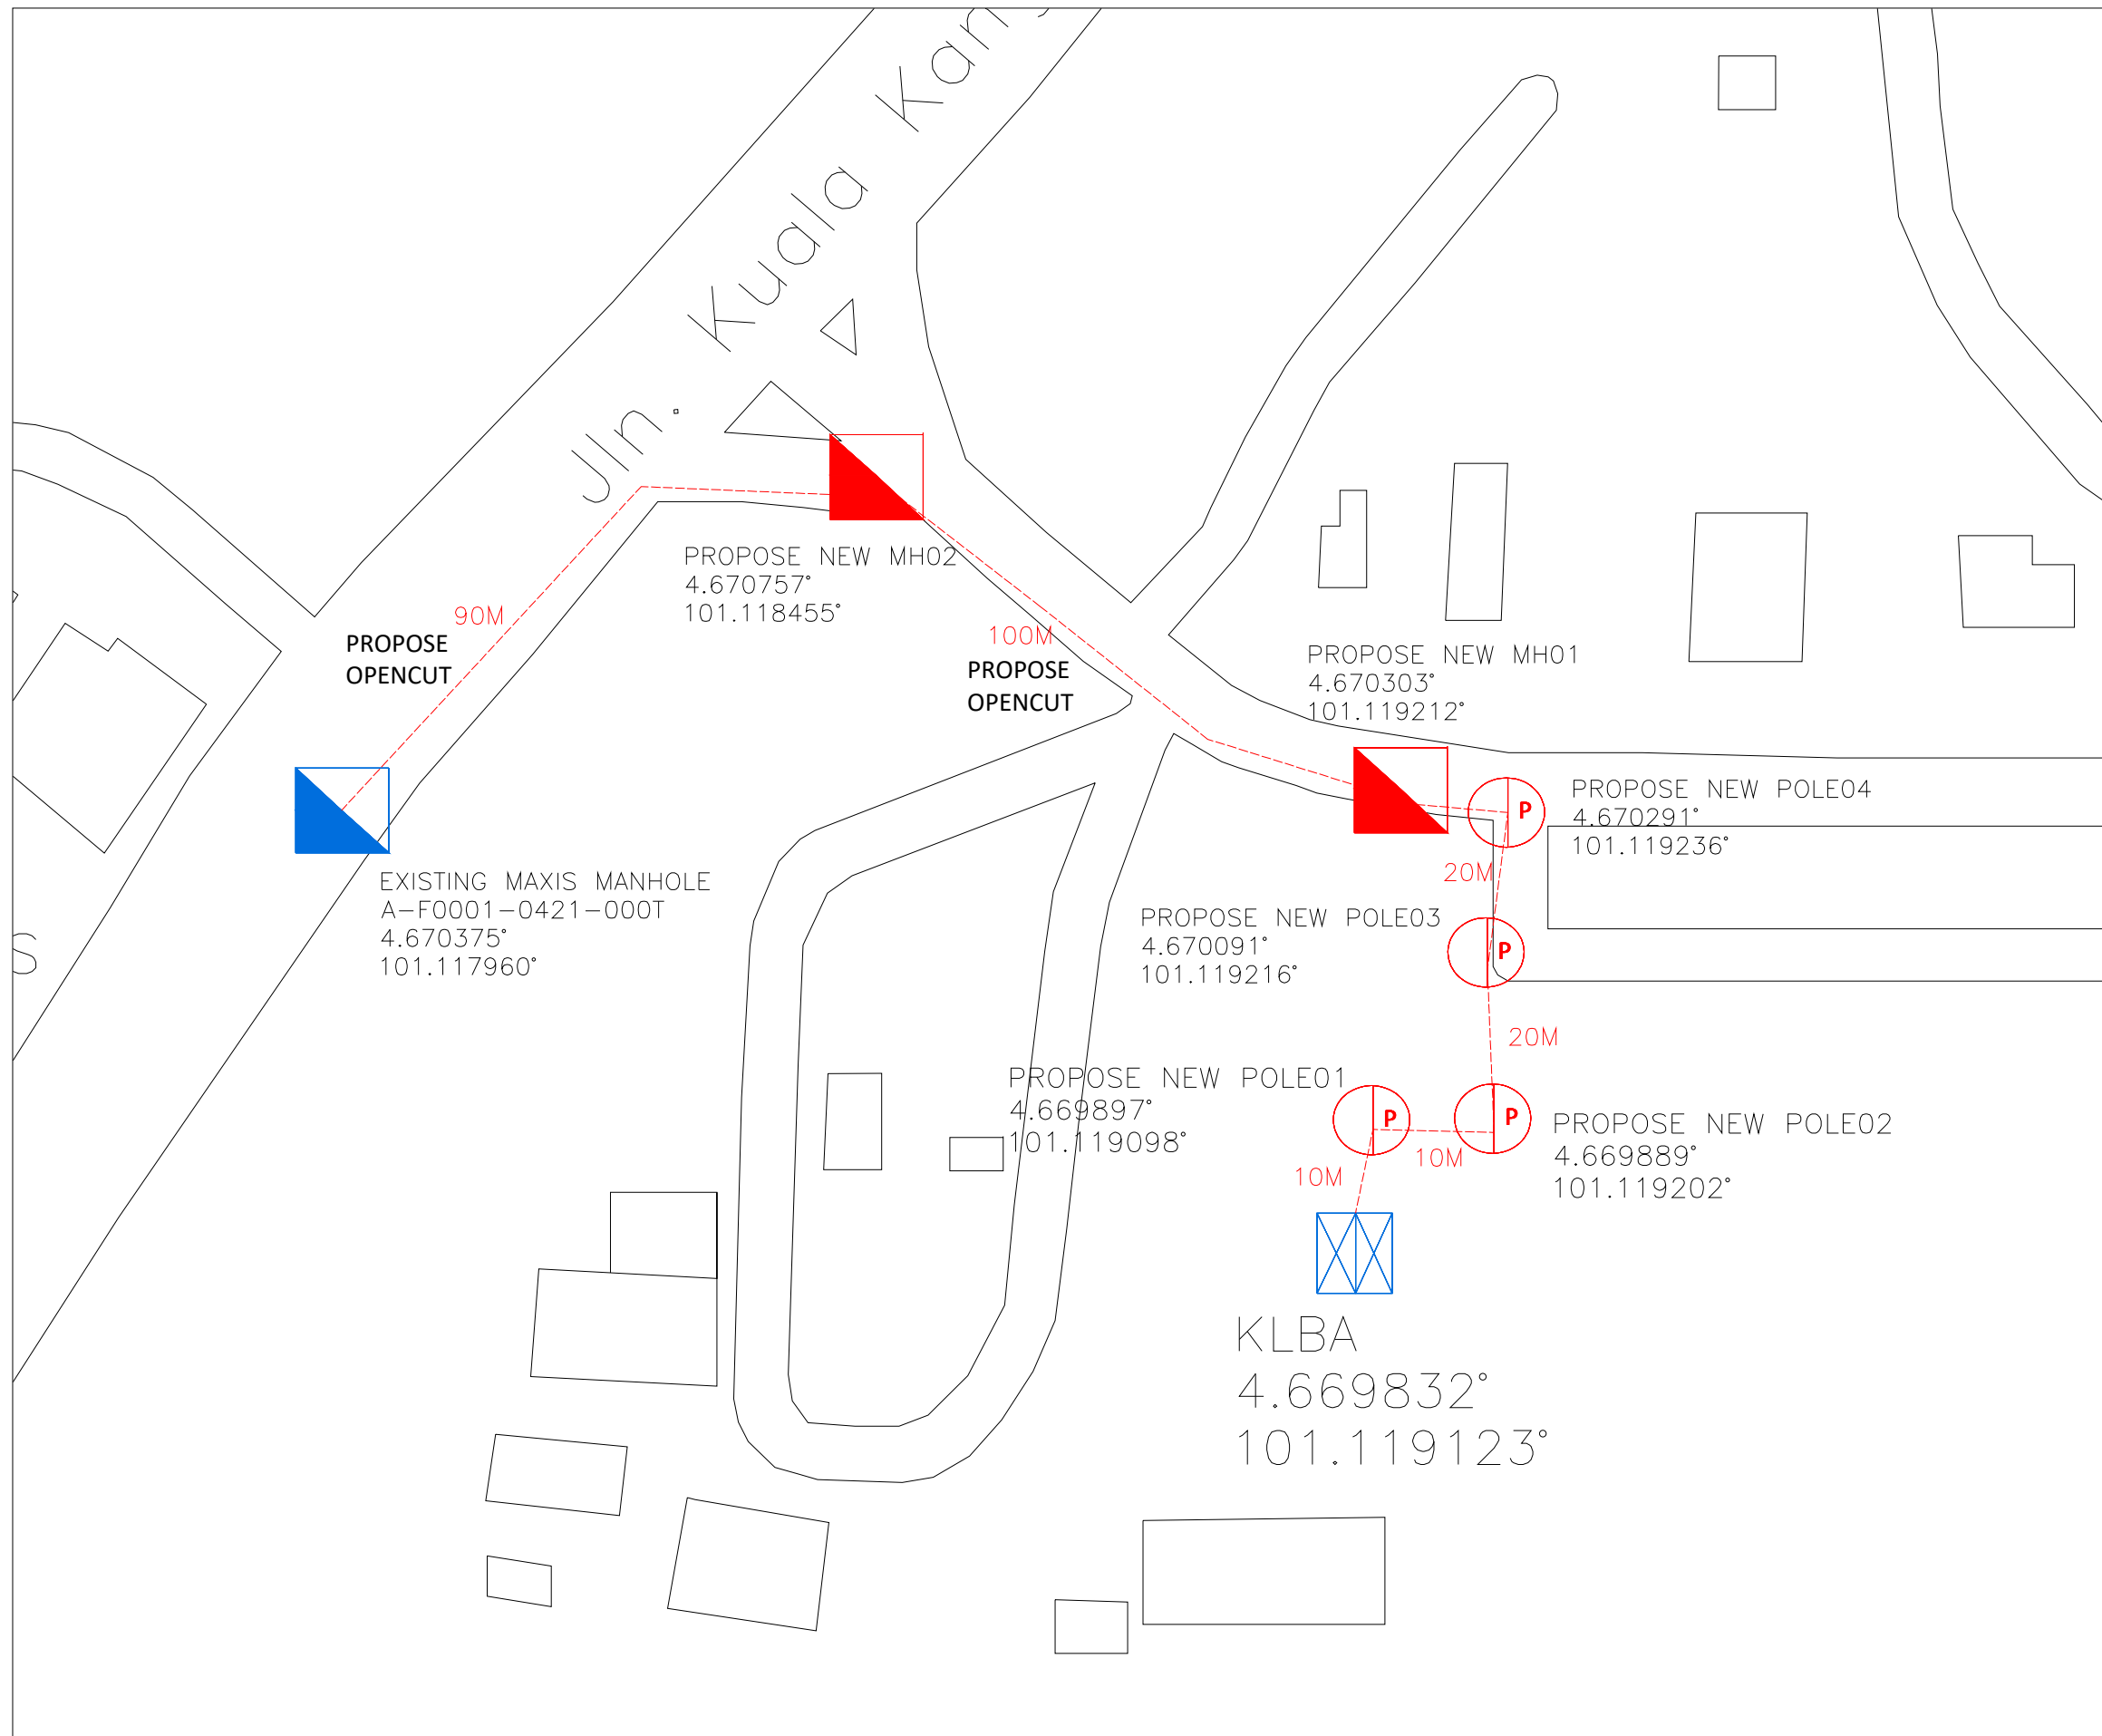 Jln. Kuala Kan
PROPOSE NEW MH02
4.670757°
101.118455°
90M
PROPOSE
OPENCUT
100M
PROPOSE
OPENCUT
PROPOSE NEW MH01
4.670303°
101.119212°
P
PROPOSE NEW POLE04
4.670291°
101.119236°
20M
EXISTING MAXIS MANHOLE
A-F0001-0421-000T
4.670375°
101.117960°
S
PROPOSE NEW POLE03
4.670091°
101.119216°
P
20M
PROPOSE NEW POLE01
4.669897°
101.119098°
P
P
PROPOSE NEW POLE02
4.669889°
101.119202°
10M
10M
KLBA
4.669832°
101.119123°